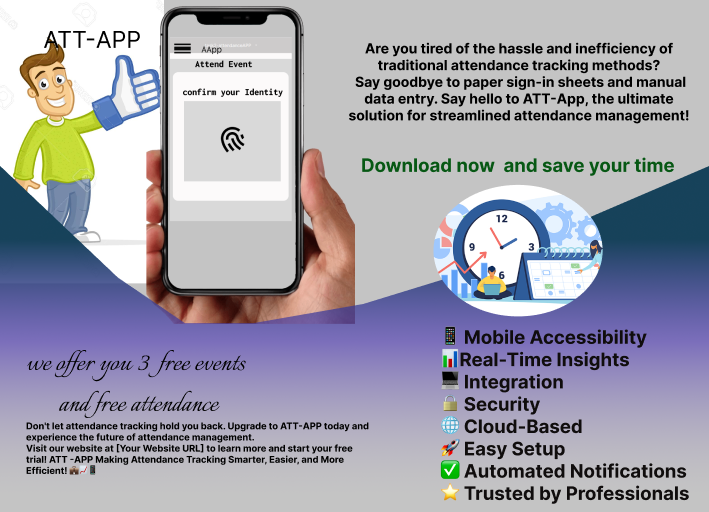 ATT-APP
AApp
Attend Event
confirm your Identity
Are you tired of the hassle and inefficiency of
traditional attendance tracking methods?
Say goodbye to paper sign-in sheets and manual
data entry. Say hello to ATT-App, the ultimate
solution for streamlined attendance management!
Download now and save your time
12
9
3
6
we offer you 3 free events
and free attendance
Don't let attendance tracking hold you back. Upgrade to ATT-APP today and
experience the future of attendance management.
Visit our website at [Your Website URL] to learn more and start your free
trial! ATT -APP Making Attendance Tracking Smarter, Easier, and More
Efficient! 🏫📈📱
📱 Mobile Accessibility
📊Real-Time Insights
💻 Integration
🔒 Security
🌐 Cloud-Based
🚀 Easy Setup
✅ Automated Notifications
⭐ Trusted by Professionals